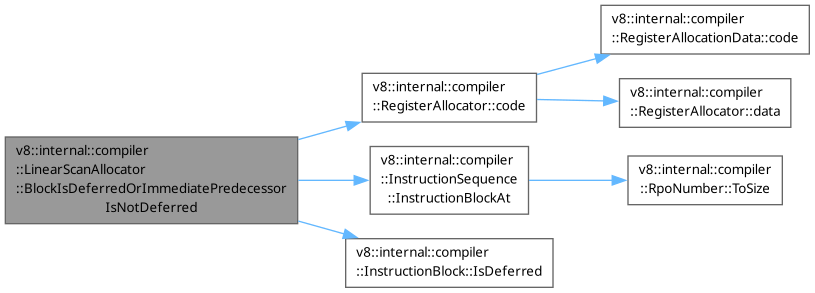 v8::internal::compiler
::LinearScanAllocator
::BlockIsDeferredOrImmediatePredecessor
IsNotDeferred
v8::internal::compiler
::RegisterAllocator::code
v8::internal::compiler
::RegisterAllocationData::code
v8::internal::compiler
::RegisterAllocator::data
v8::internal::compiler
::InstructionSequence
::InstructionBlockAt
v8::internal::compiler
::RpoNumber::ToSize
v8::internal::compiler
::InstructionBlock::IsDeferred